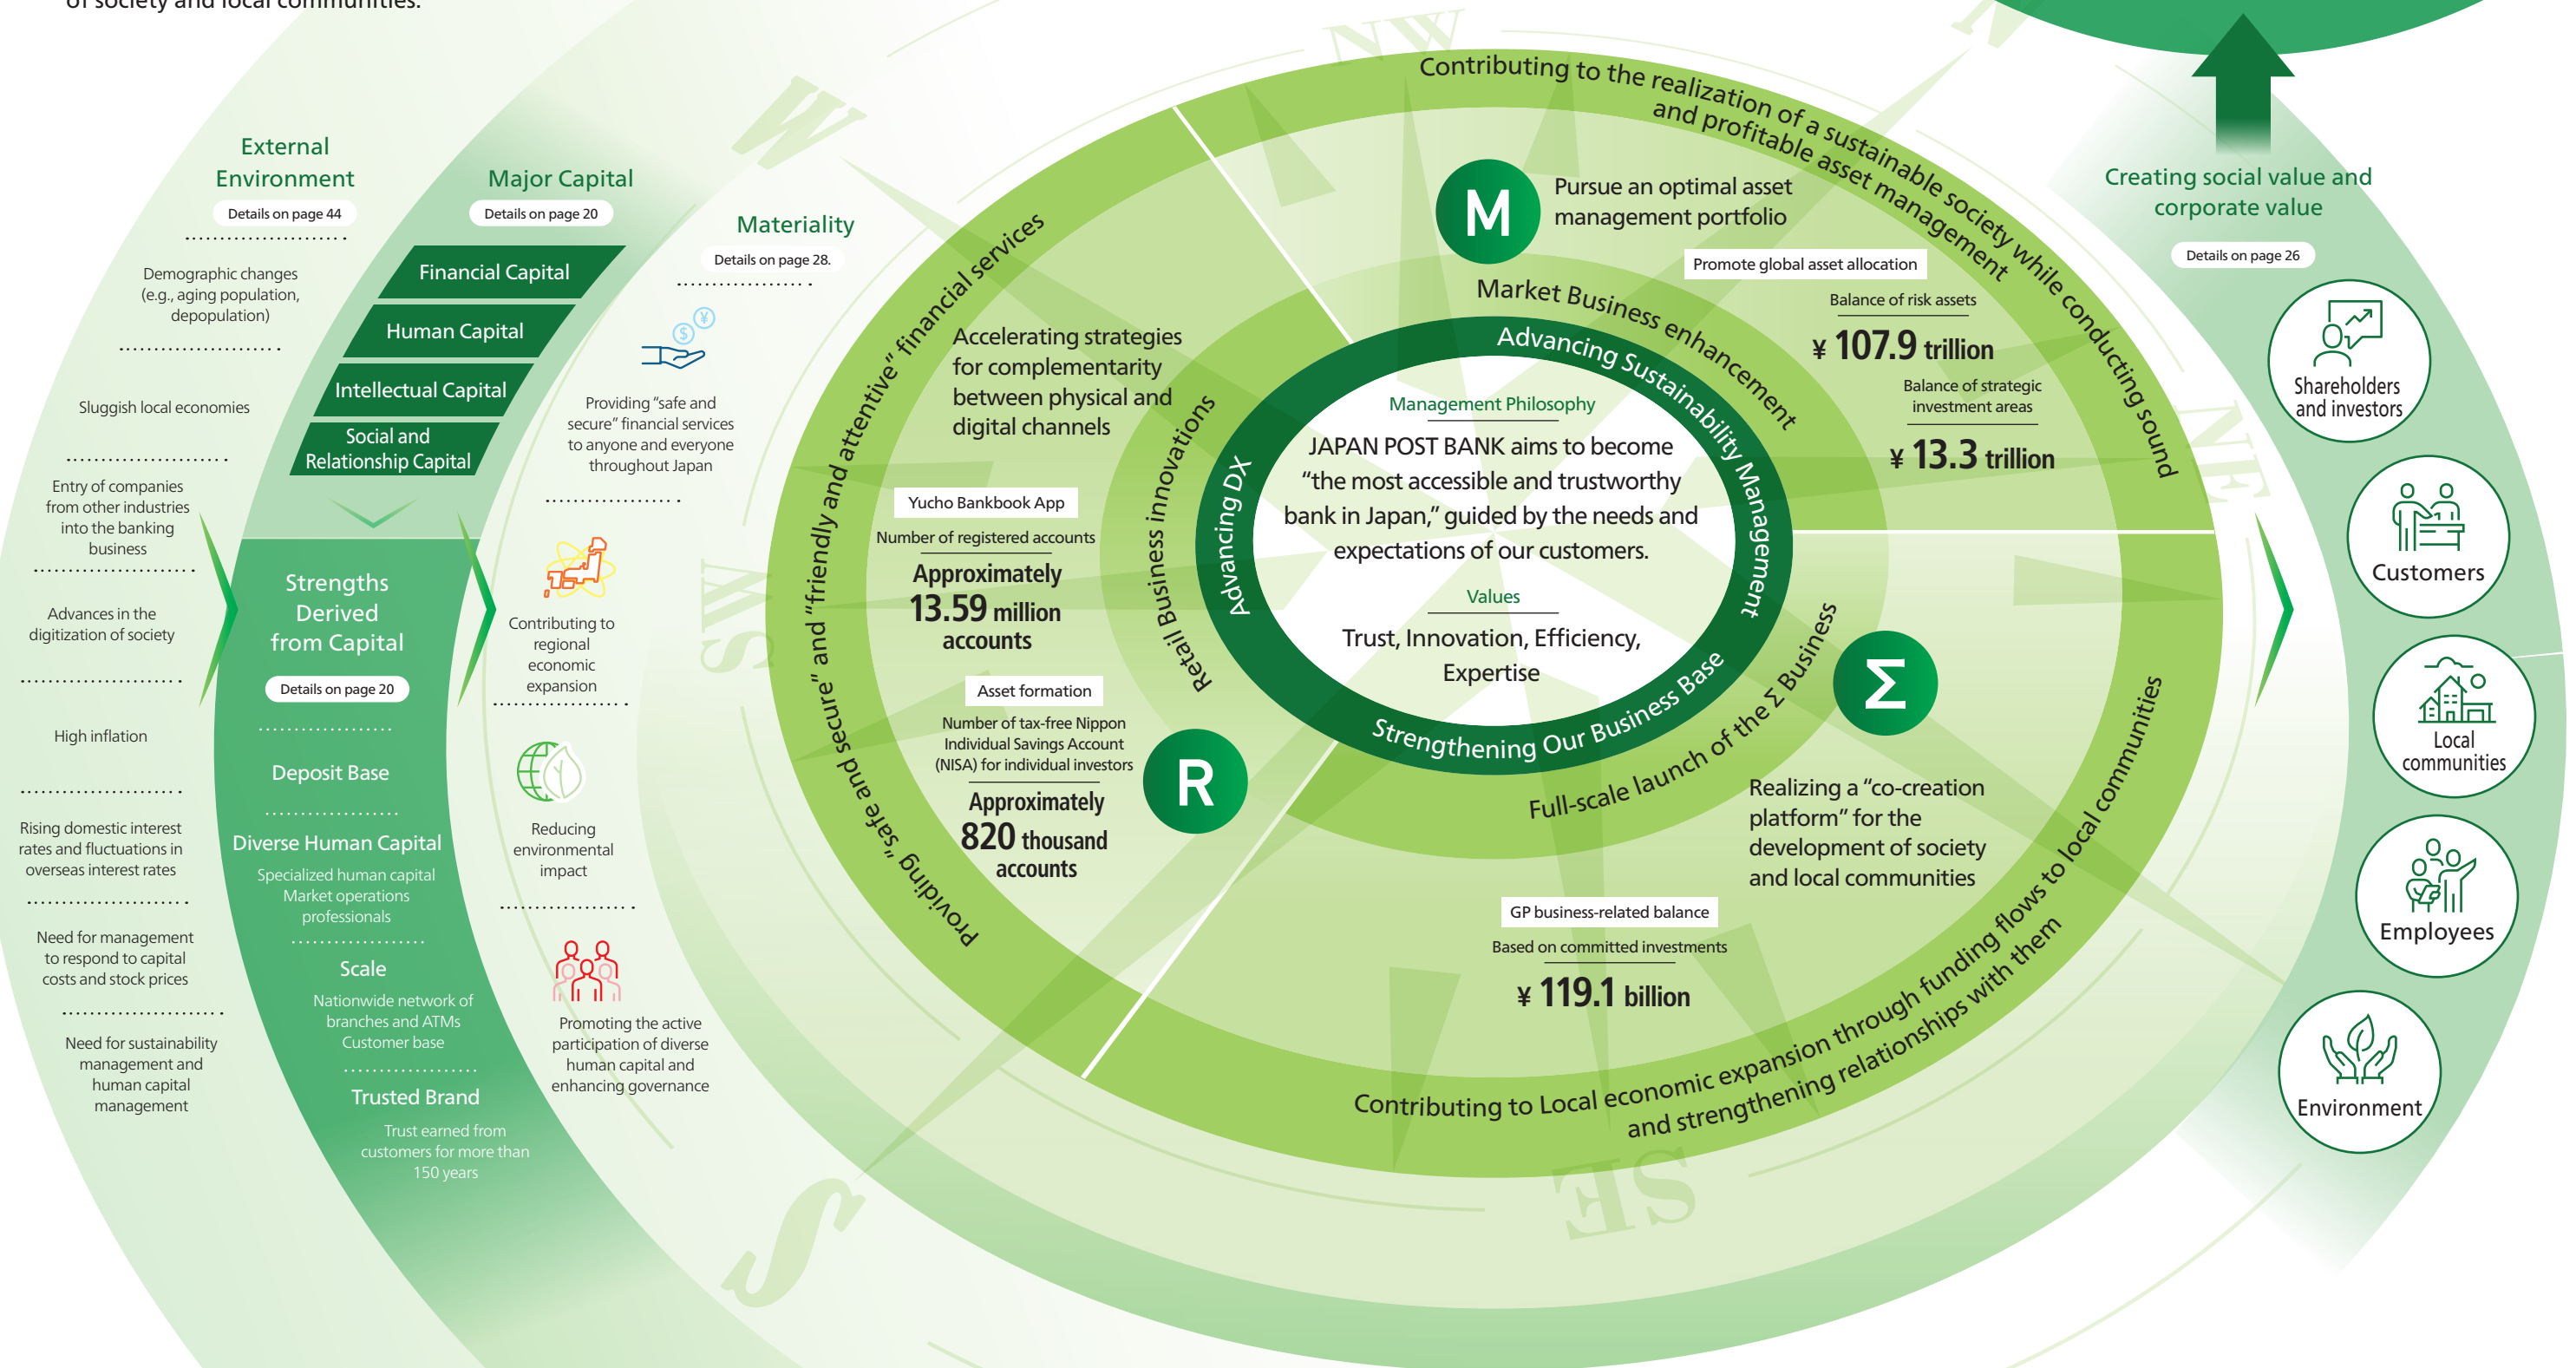 of society and local communities.
External
Environment
Details on page 44
Demographic changes
(e.g., aging population,
depopulation)
Sluggish local economies
Entry of companies
from other industries
into the banking
business
Advances in the
digitization of society
High inflation
Rising domestic interest
rates and fluctuations in
overseas interest rates
Need for management
to respond to capital
costs and stock prices
Need for sustainability
management and
human capital
management
Major Capital
Details on page 20
Financial Capital
Human Capital
Intellectual Capital
Social and
Relationship Capital
Strengths
Derived
from Capital
Details on page 20
Deposit Base
Diverse Human Capital
Specialized human capital
Market operations
professionals
Scale
Nationwide network of
branches and ATMs
Customer base
Trusted Brand
Trust earned from
customers for more than
150 years
Materiality
Details on page 28.
Providing “safe and
secure” financial services
to anyone and everyone
throughout Japan
Contributing to
regional
economic
expansion
Reducing
environmental
impact
Promoting the active
participation of diverse
human capital and
enhancing governance
W
NW
N
NE
SW
S
SE
Providing “safe and secure” and “friendly and attentive” financial services
Accelerating strategies
for complementarity
between physical and
digital channels
Retail Business innovations
Yucho Bankbook App
Number of registered accounts
Approximately
13.59 million
accounts
Asset formation
Number of tax-free Nippon
Individual Savings Account
(NISA) for individual investors
Approximately
820 thousand
accounts
R
Contributing to the realization of a sustainable society while conducting sound
and profitable asset management
M
Pursue an optimal asset
management portfolio
Market Business enhancement
Promote global asset allocation
Balance of risk assets
¥ 107.9 trillion
Balance of strategic
investment areas
¥ 13.3 trillion
Advancing DX
Advancing Sustainability Management
Strengthening Our Business Base
Management Philosophy
JAPAN POST BANK aims to become
“the most accessible and trustworthy
bank in Japan,” guided by the needs and
expectations of our customers.
Values
Trust, Innovation, Efficiency,
Expertise
Full-scale launch of the Σ Business
Σ
Realizing a “co-creation
platform” for the
development of society
and local communities
GP business-related balance
Based on committed investments
¥ 119.1 billion
Contributing to Local economic expansion through funding flows to local communities
and strengthening relationships with them
Creating social value and
corporate value
Details on page 26
Shareholders
and investors
Customers
Local
communities
Employees
Environment